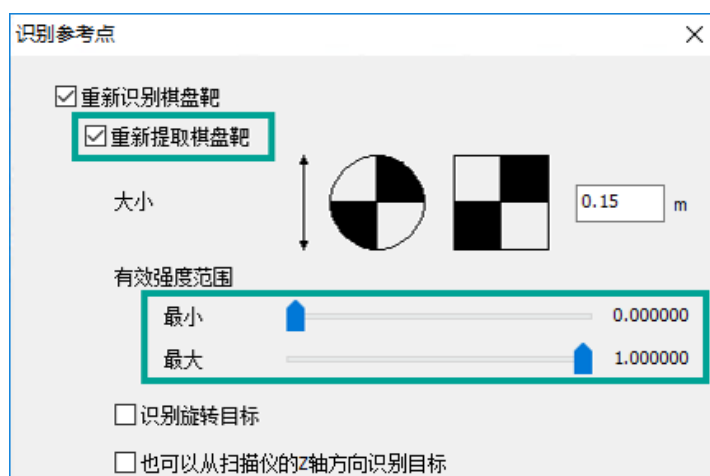 识别参考点
重新识别棋盘靶
重新提取棋盘靶
大小 0.15 m
有效强度范围
最小 0.000000
最大 1.000000
识别旋转目标
也可以从扫描仪的Z轴方向识别目标